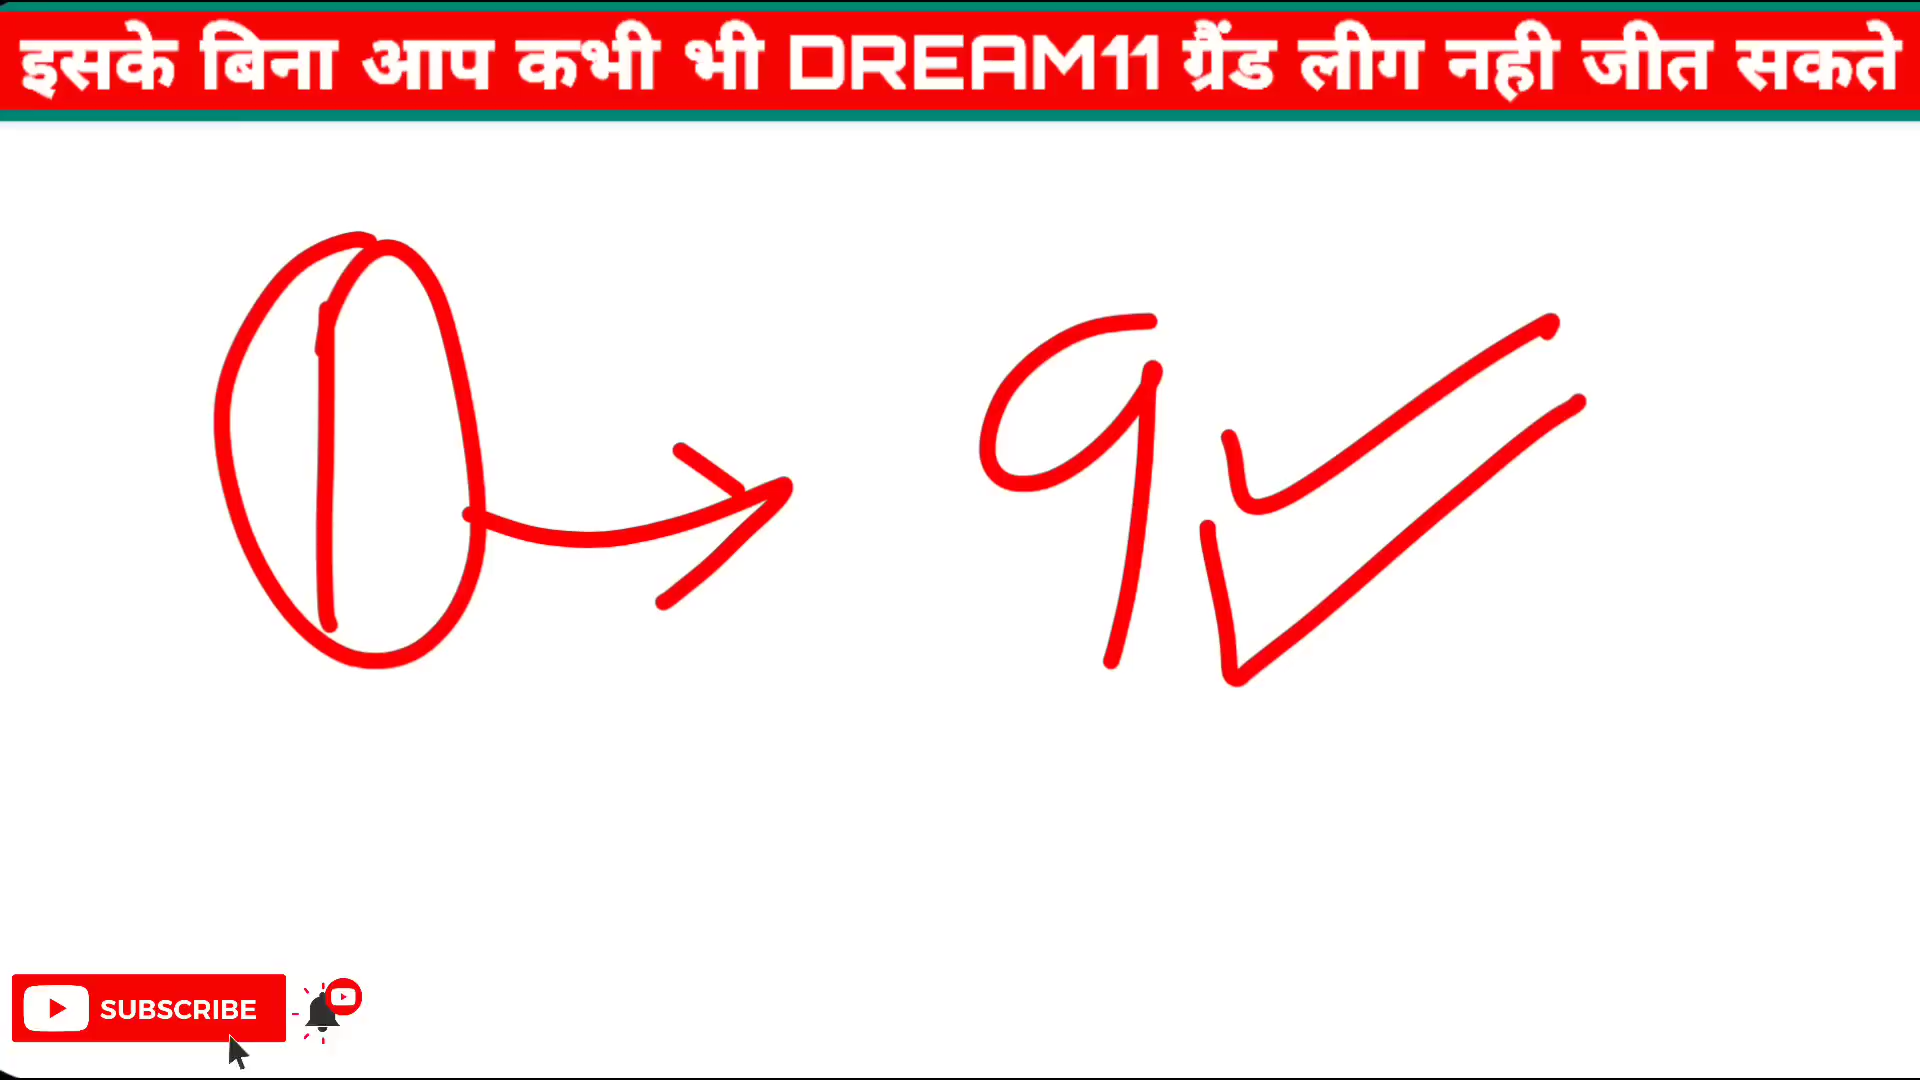 इसके बिना आप कभी भी DREAM11 ग्रैंड लीग नही जीत सकते
1 9
SUBSCRIBE